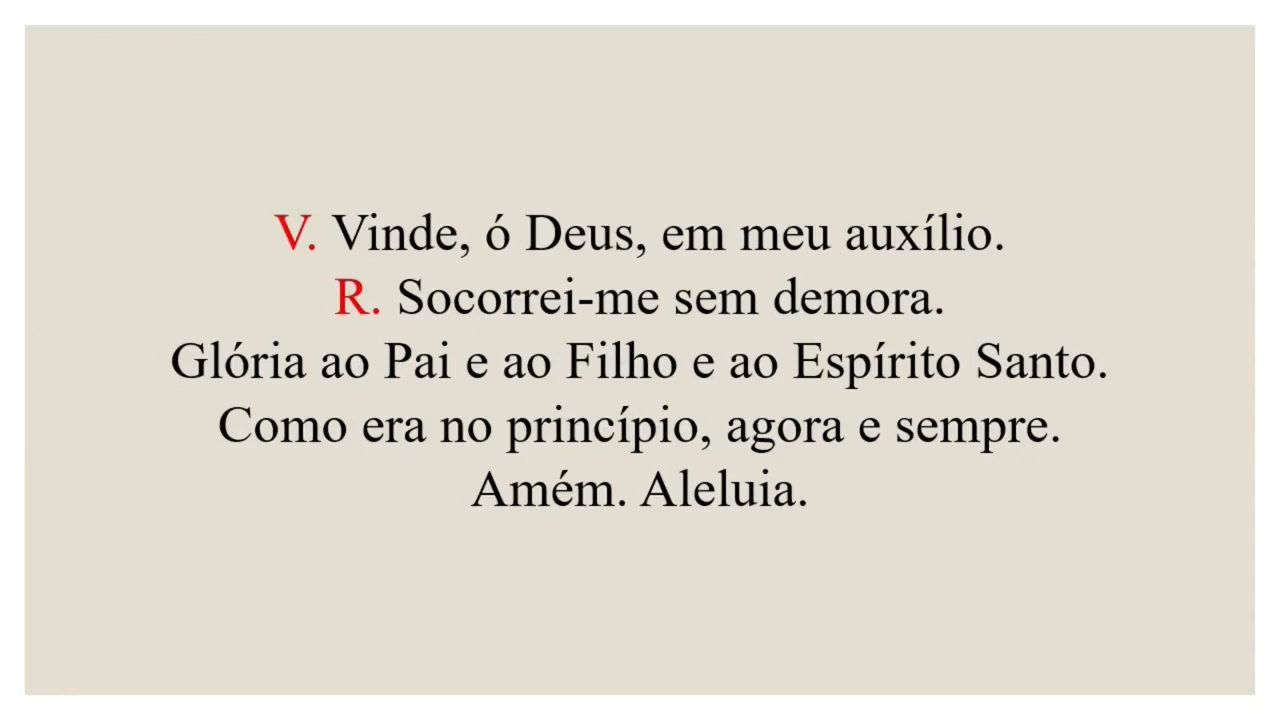 V. Vinde, ó Deus, em meu auxílio.
R. Socorrei-me sem demora.
Glória ao Pai e ao Filho e ao Espírito Santo.
Como era no princípio, agora e sempre.
Amém. Aleluia.